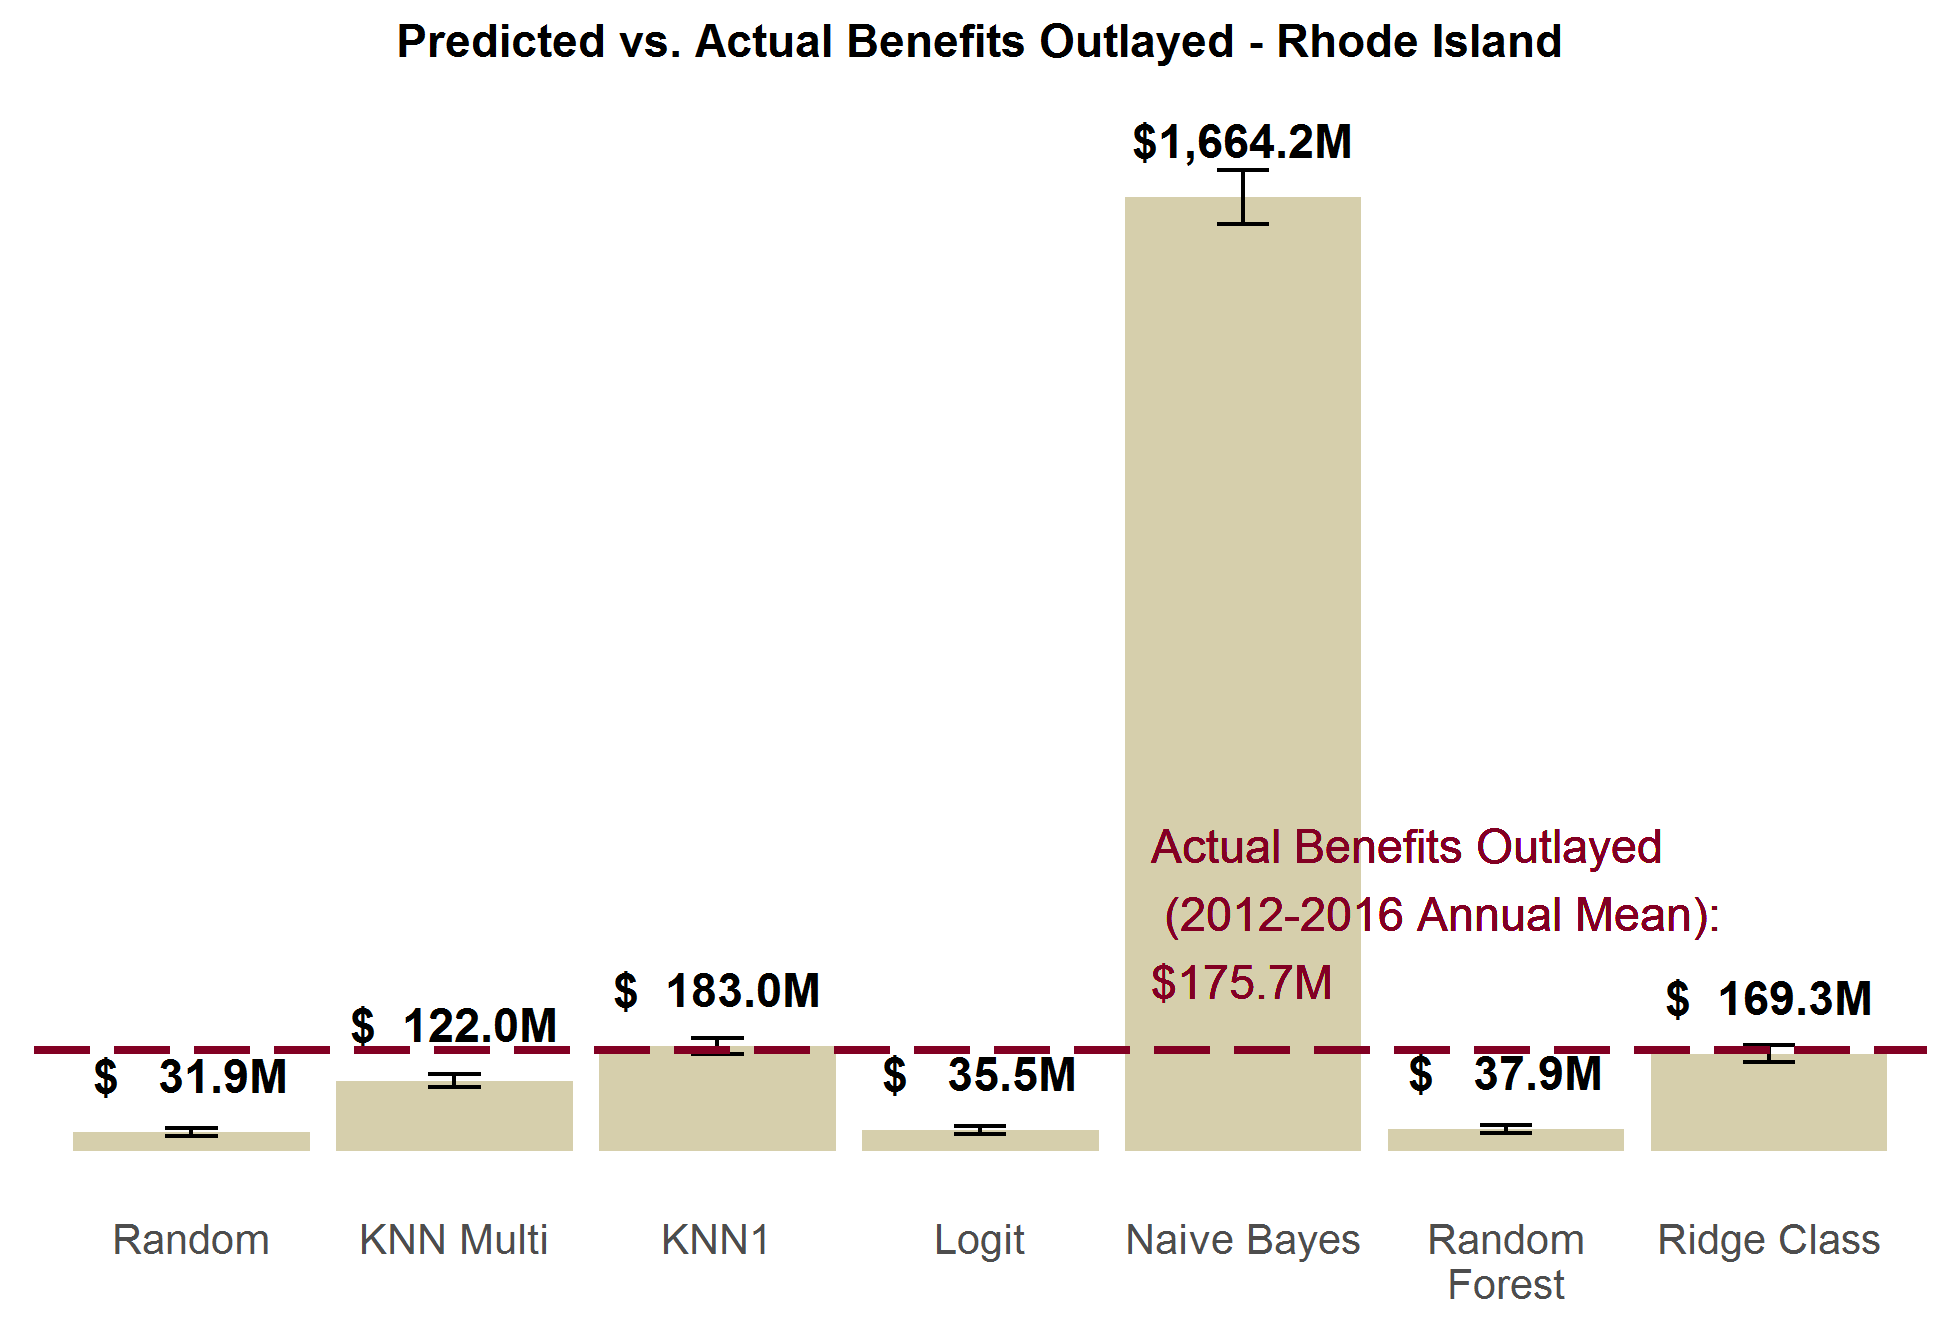 Predicted vs. Actual Benefits Outlayed - Rhode Island
$1,664.2M
Actual Benefits Outlayed
(2012-2016 Annual Mean):
$175.7M
$ 31.9M
$ 122.0M
$ 183.0M
$ 35.5M
$ 37.9M
$ 169.3M
Random
KNN Multi
KNN1
Logit
Naive Bayes
Random
Forest
Ridge Class